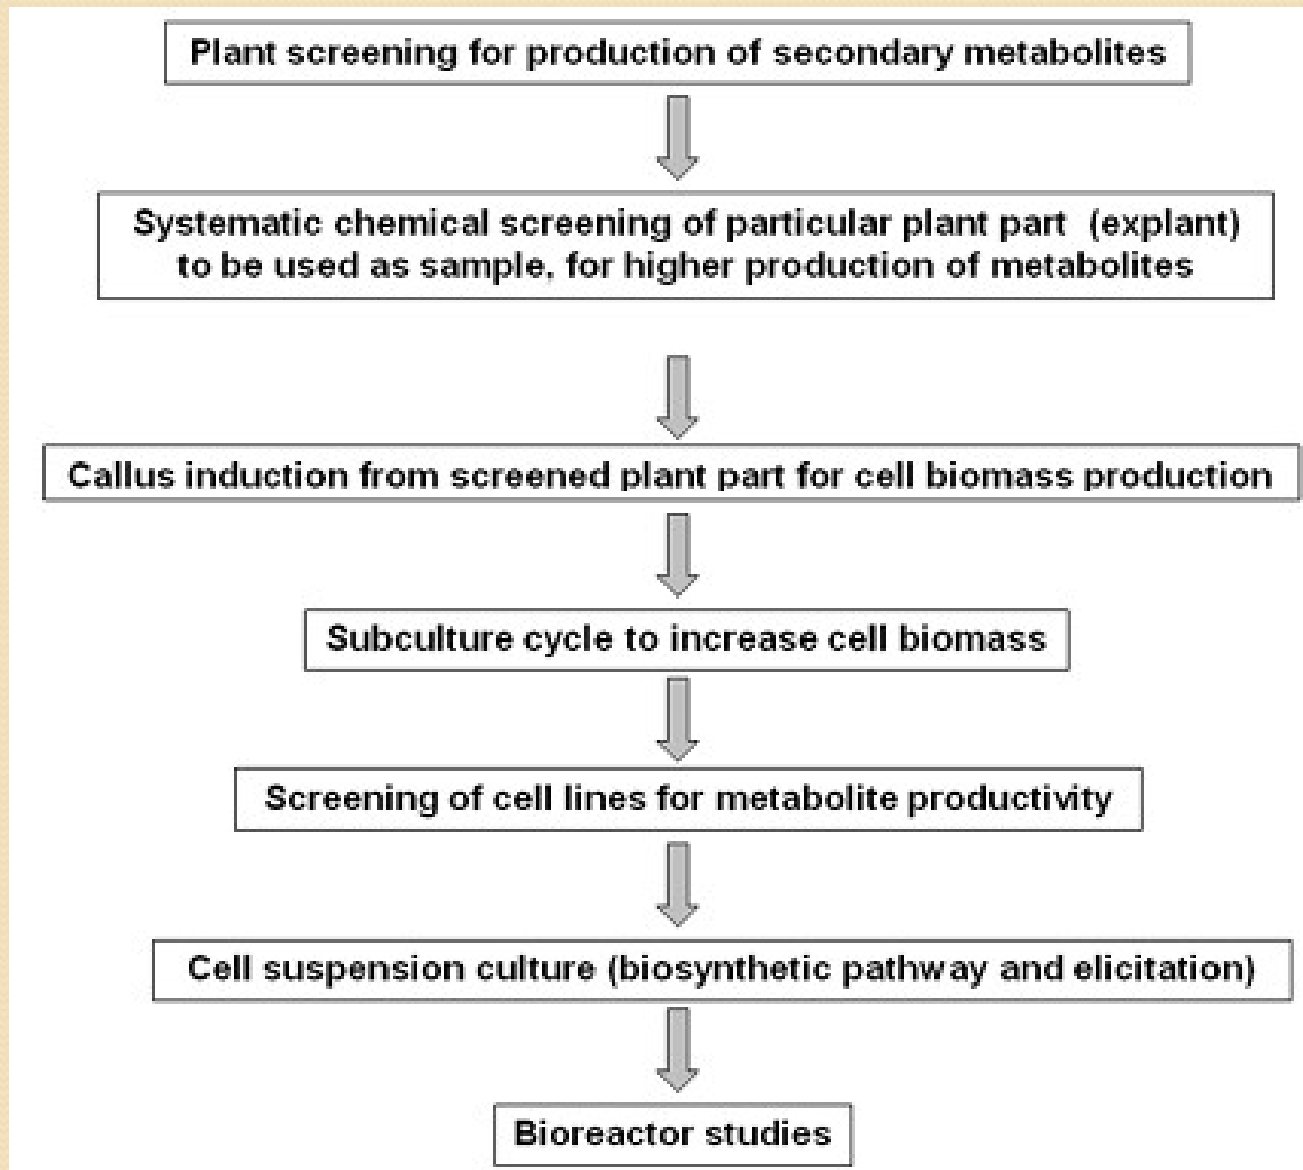 Plant screening for production of secondary metabolites
Systematic chemical screening of particular plant part (explant)
to be used as sample, for higher production of metabolites
Callus induction from screened plant part for cell biomass production
Subculture cycle to increase cell biomass
Screening of cell lines for metabolite productivity
Cell suspension culture (biosynthetic pathway and elicitation)
Bioreactor studies